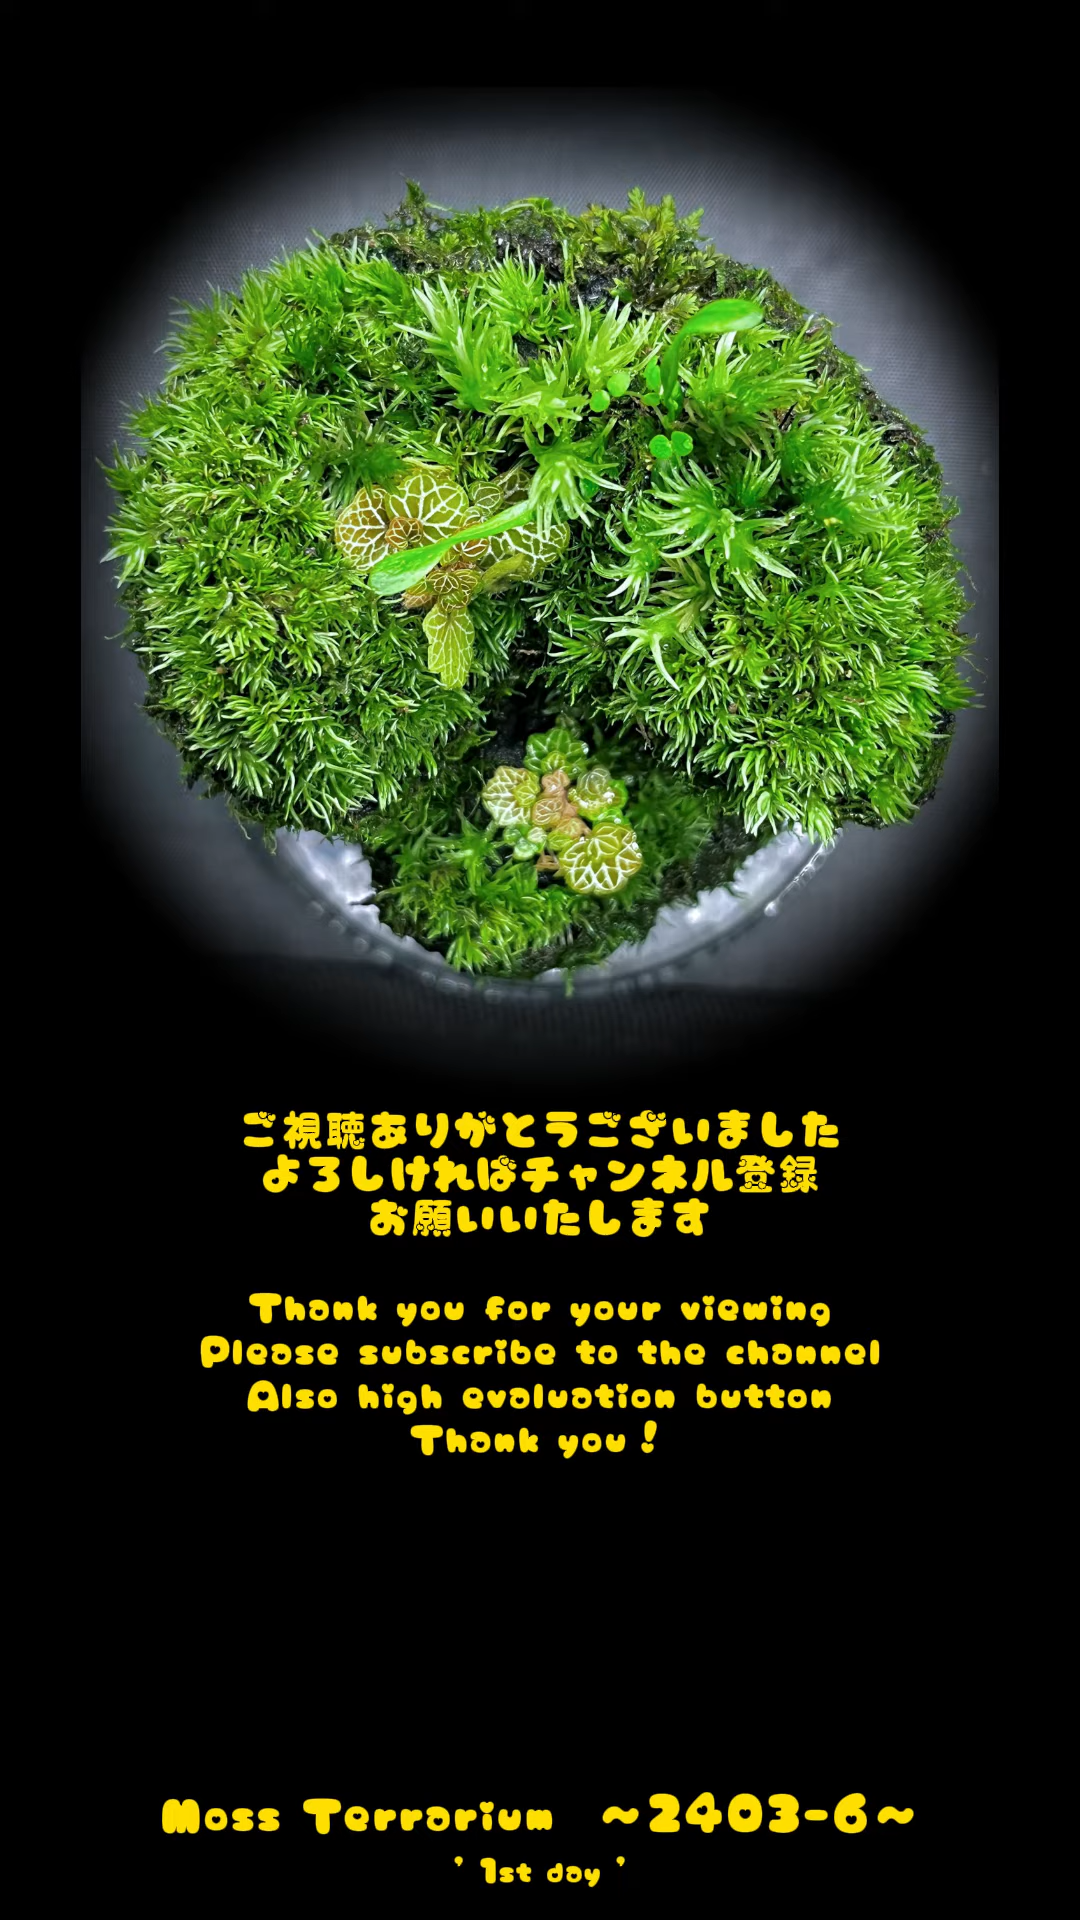 ご視聴ありがとうございました
よろしければチャンネル登録
お願いいたします
Thank you for your viewing
Please subscribe to the channel
Also high evaluation button
Thank you !
Moss Terrarium ~2403-6~
' 1st day '